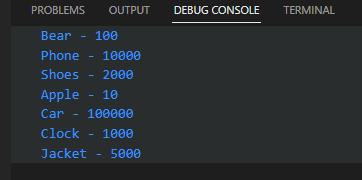 PROBLEMS OUTPUT DEBUG CONSOLE TERMINAL
Bear - 100
Phone - 10000
Shoes - 2000
Apple - 10
Car - 100000
Clock - 1000
Jacket - 5000